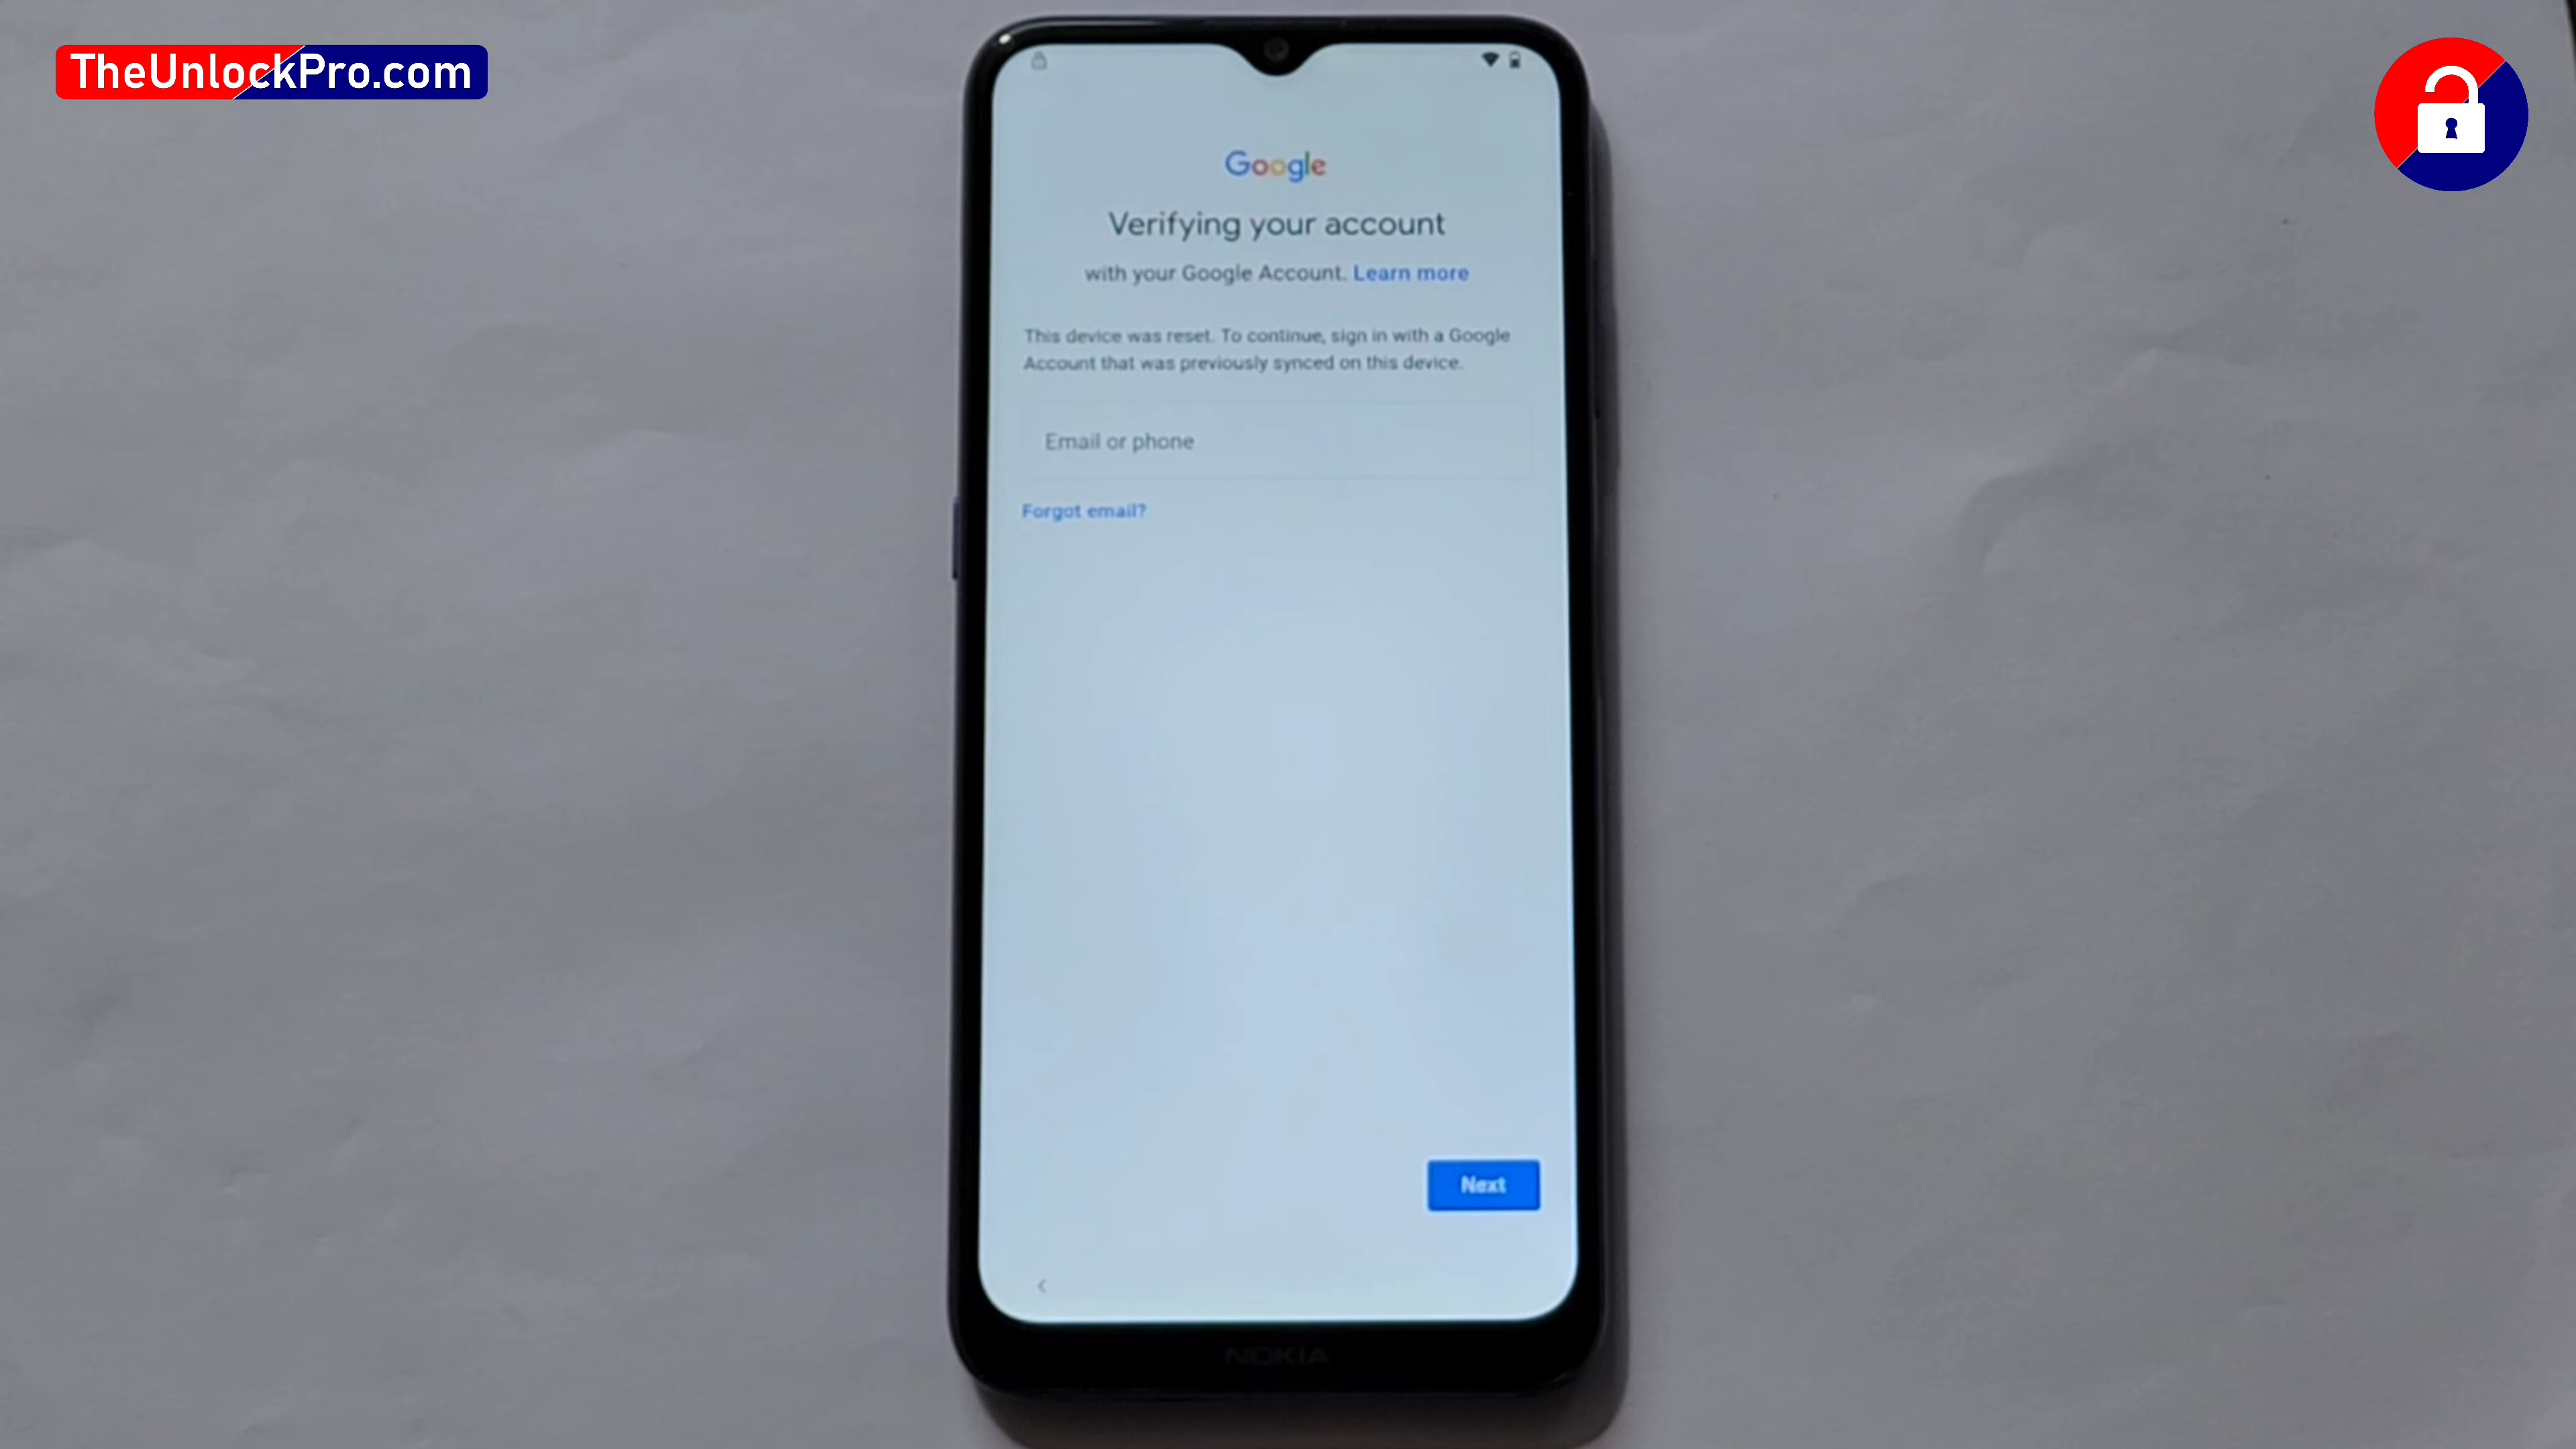 TheUnlockPro.com
Google
Verifying your account
with your Google Account. Learn more
This device was reset. To continue, sign in with a Google
Account that was previously synced on this device.
Email or phone
Forgot email?
Next
NOKIA